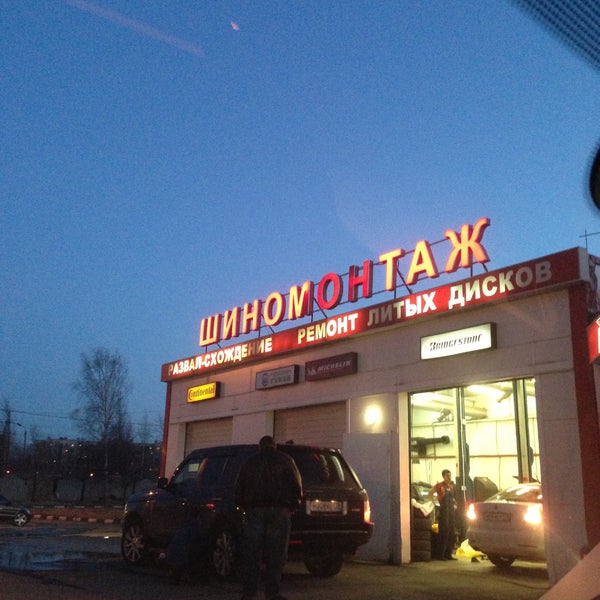 ШИНОМОНТАЖ
РАЗВАЛ-СХОЖДЕНИЕ РЕМОНТ ЛИТЫХ ДИСКОВ
Continental
MICHELIN
BRIDGESTONE